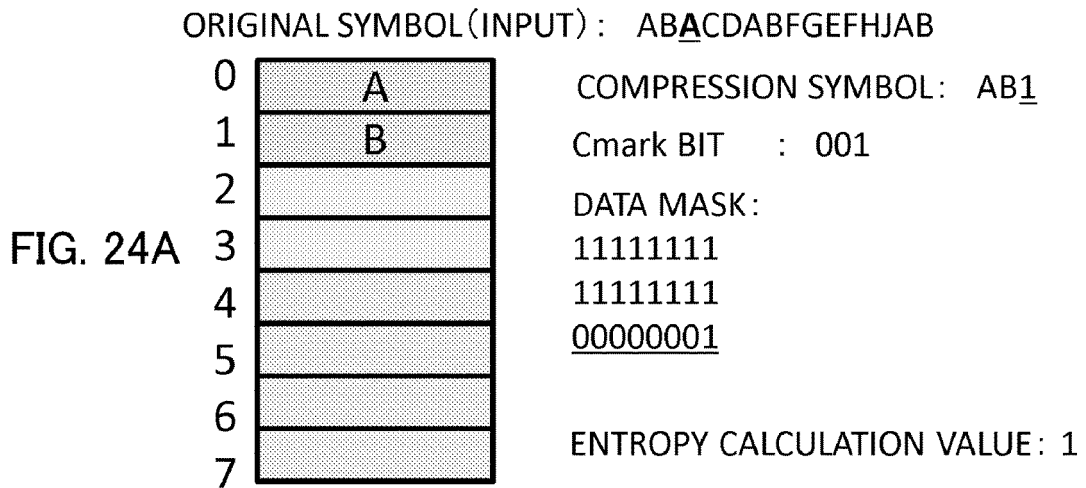 ORIGINAL SYMBOL(INPUT): ABACDABFGEFHJAB
0 A
COMPRESSION SYMBOL: AB1
1 B
Cmark BIT : 001
2
DATA MASK:
FIG. 24A
3
11111111
11111111
4
00000001
5
6
ENTROPY CALCULATION VALUE: 1
7